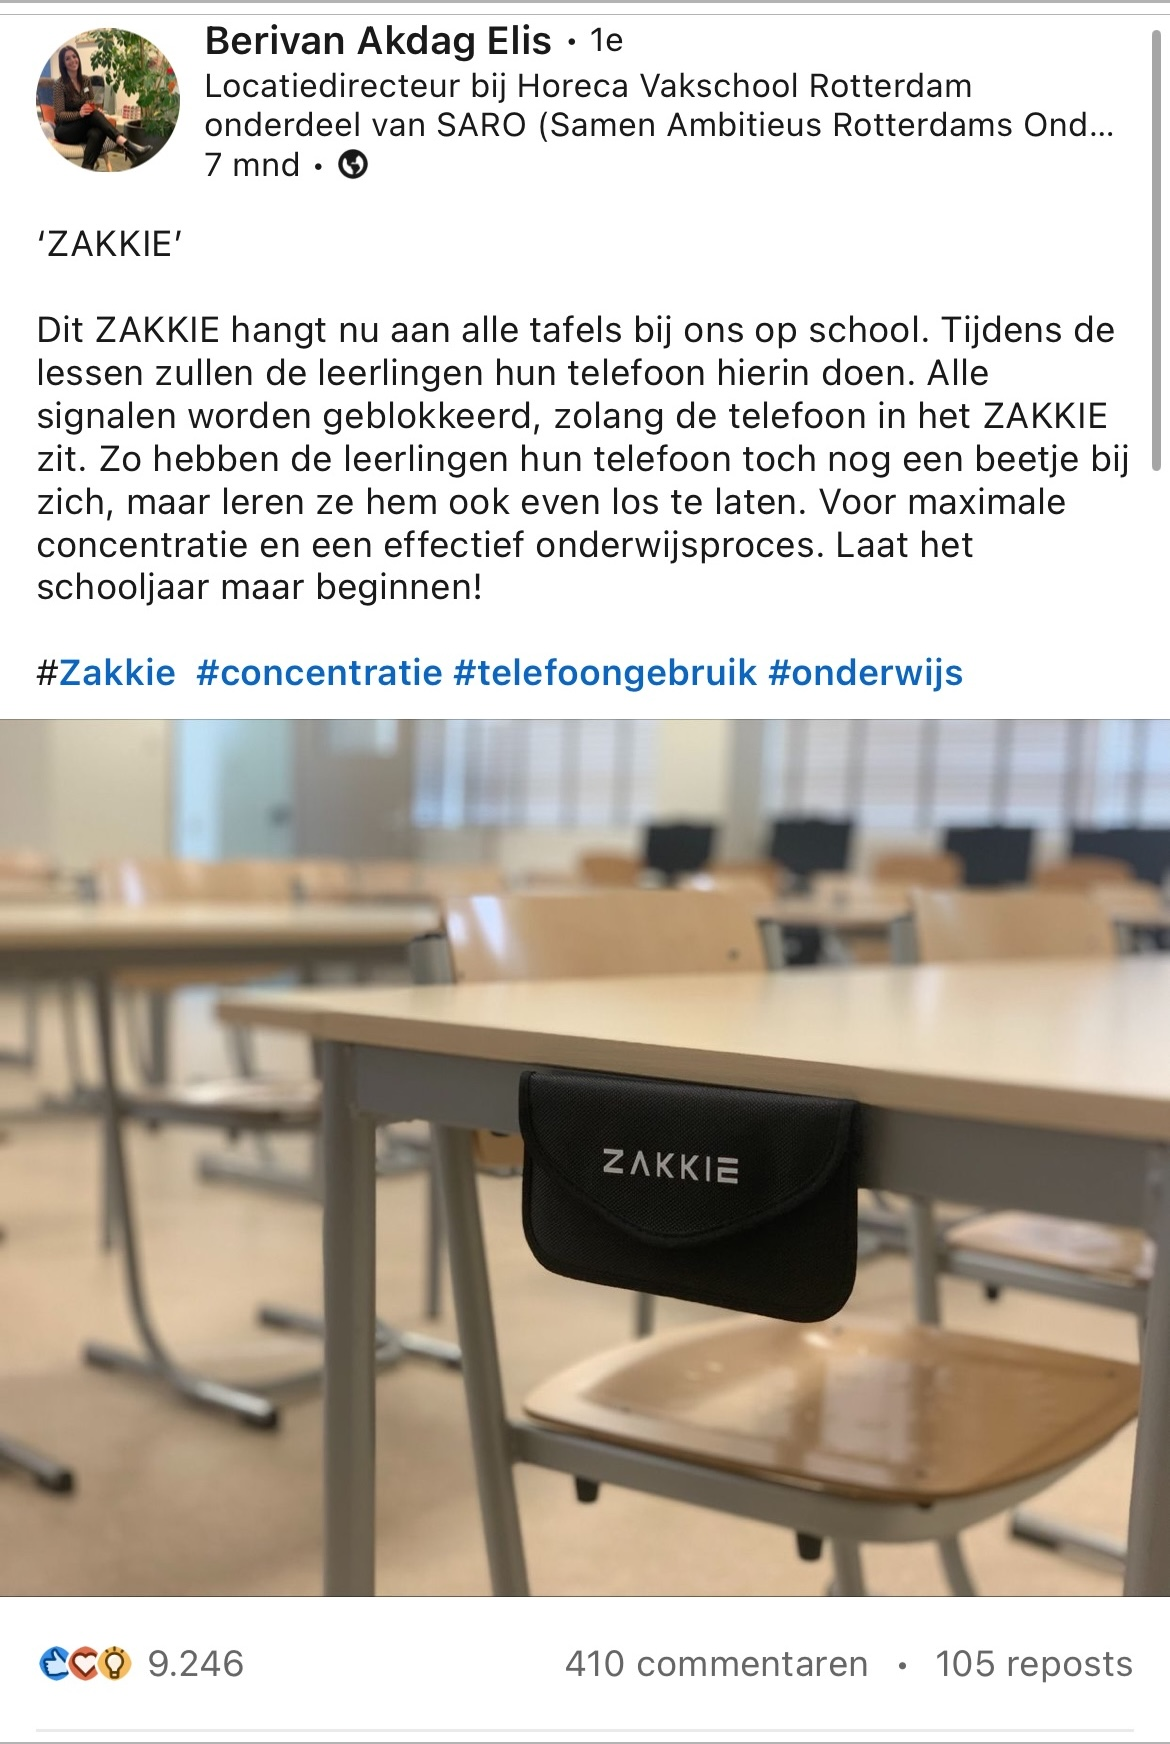 Berivan Akdag Elis • 1e
Locatiedirecteur bij Horeca Vakschool Rotterdam
onderdeel van SARO (Samen Ambitieus Rotterdams Ond...
7 mnd •
‘ZAKKIE’
Dit ZAKKIE hangt nu aan alle tafels bij ons op school. Tijdens de
lessen zullen de leerlingen hun telefoon hierin doen. Alle
signalen worden geblokkeerd, zolang de telefoon in het ZAKKIE
zit. Zo hebben de leerlingen hun telefoon toch nog een beetje bij
zich, maar leren ze hem ook even los te laten. Voor maximale
concentratie en een effectief onderwijsproces. Laat het
schooljaar maar beginnen!
#Zakkie #concentratie #telefoongebruik #onderwijs
ZAKKIE
9.246 410 commentaren • 105 reposts